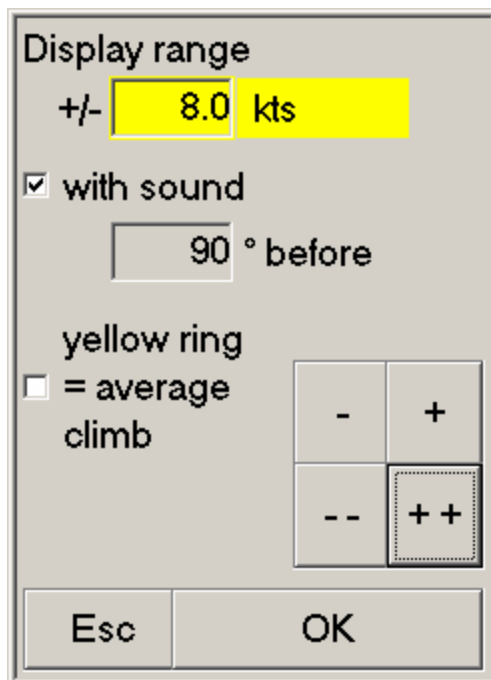 Display range
+/- 8.0 kts
with sound
90 ° before
yellow ring
= average
climb
- +
- - + +
Esc OK